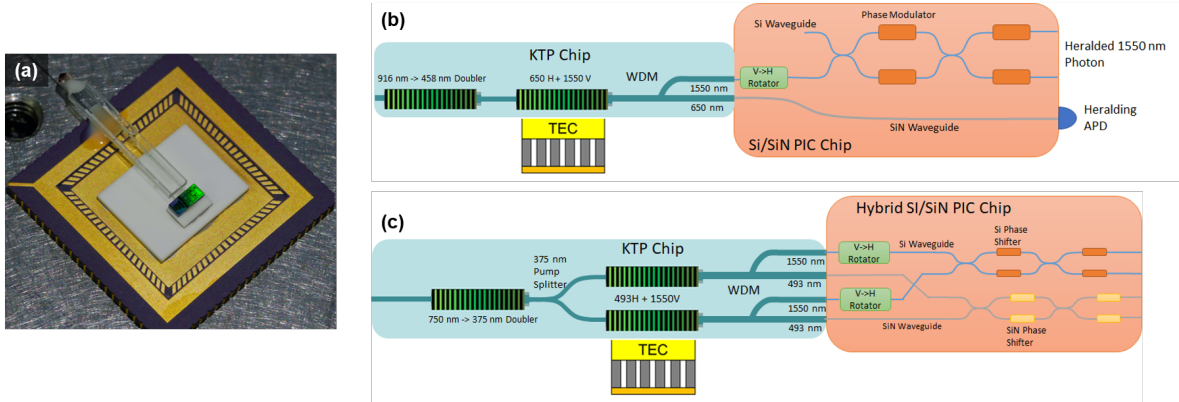 (a)
(b)
KTP Chip
916 nm -> 458 nm Doubler
650 H + 1550 V
WDM
1550 nm
650 nm
TEC
Si Waveguide
Phase Modulator
V->H
Rotator
SiN Waveguide
Si/SiN PIC Chip
Heralded 1550 nm
Photon
Heralding
APD
(c)
KTP Chip
375 nm
Pump
Splitter
750 nm -> 375 nm Doubler
493H + 1550V
WDM
1550 nm
493 nm
1550 nm
493 nm
TEC
Hybrid SI/SiN PIC Chip
V->H
Rotator
Si Waveguide
Si Phase
Shifter
V->H
Rotator
SiN Waveguide
SiN Phase
Shifter